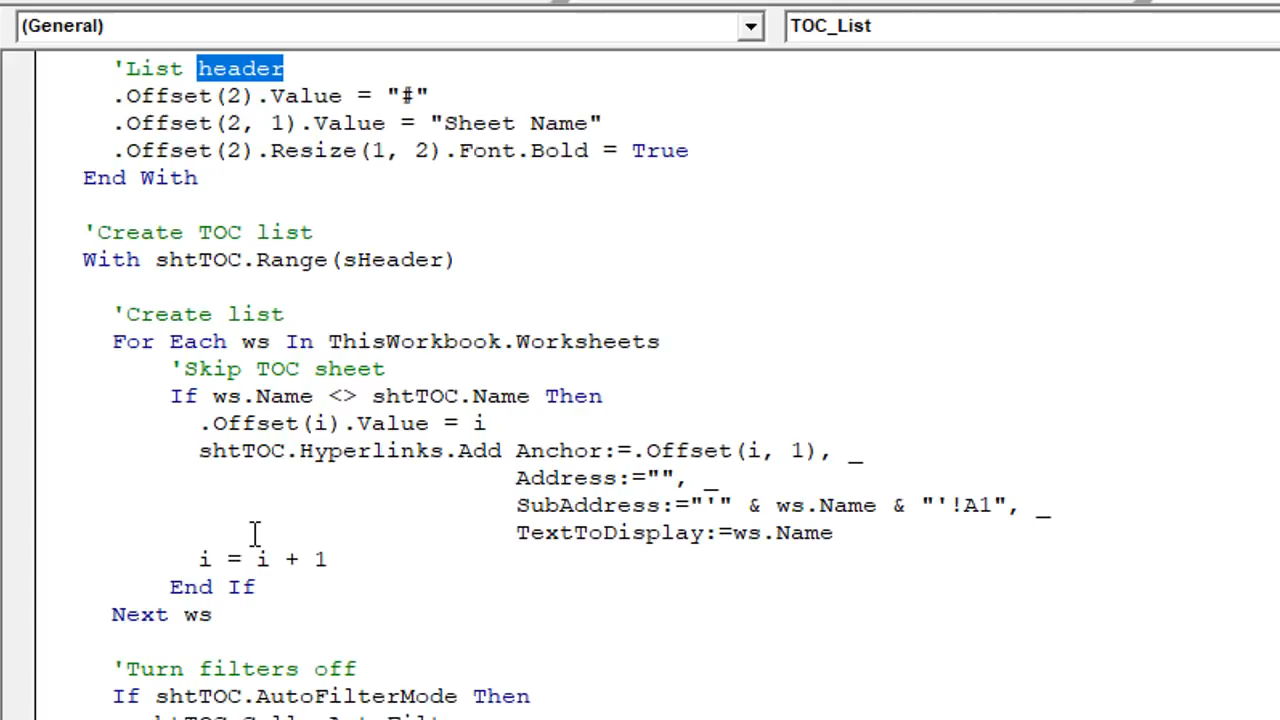 (General) TOC_List
'List header
.Offset(2).Value = "#"
.Offset(2, 1).Value = "Sheet Name"
.Offset(2).Resize(1, 2).Font.Bold = True
End With
'Create TOC list
With shtTOC.Range(sHeader)
'Create list
For Each ws In ThisWorkbook.Worksheets
'Skip TOC sheet
If ws.Name <> shtTOC.Name Then
.Offset(i).Value = i
shtTOC.Hyperlinks.Add Anchor:=.Offset(i, 1), _
Address:="", _
SubAddress:="'" & ws.Name & "'!A1", _
TextToDisplay:=ws.Name
i = i + 1
End If
Next ws
'Turn filters off
If shtTOC.AutoFilterMode Then